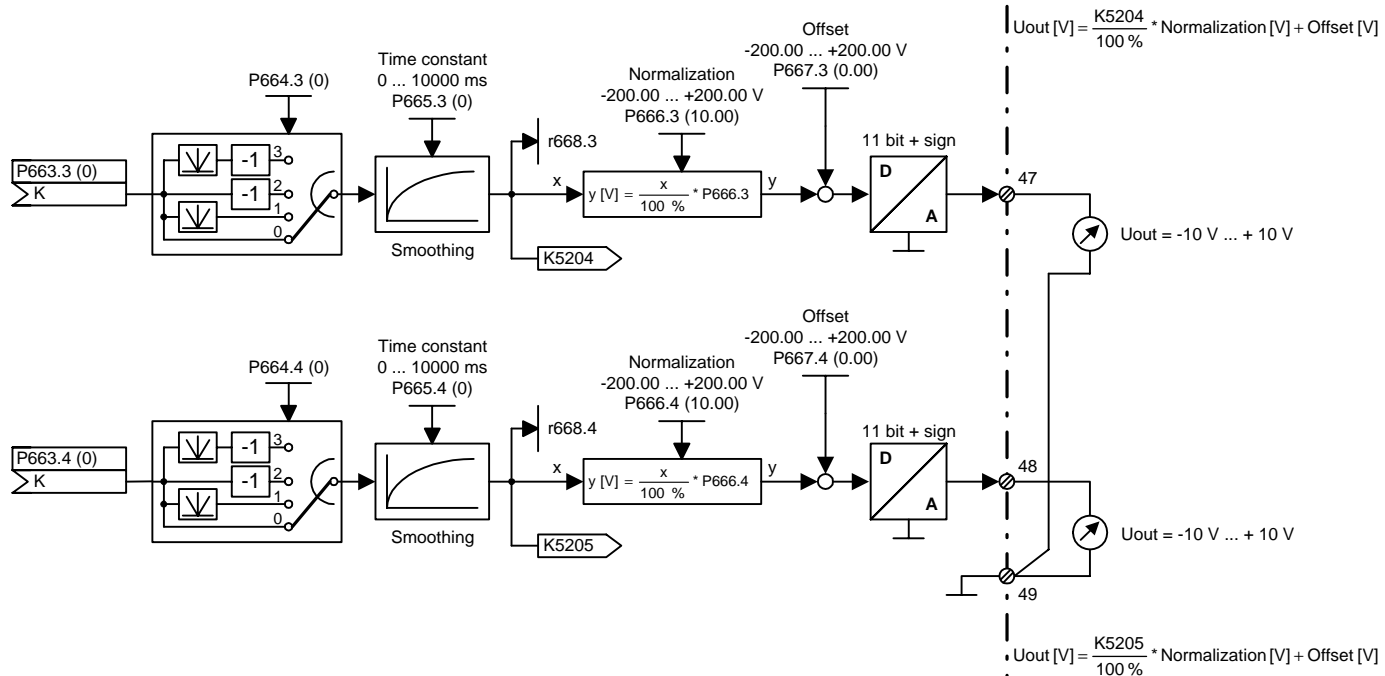 Uout [V] = K5204 / 100 % * Normalization [V] + Offset [V]
Offset
-200.00 ... +200.00 V
P667.3 (0.00)
Time constant
0 ... 10000 ms
P665.3 (0)
Normalization
-200.00 ... +200.00 V
P666.3 (10.00)
P664.3 (0)
r668.3
11 bit + sign
P663.3 (0)
K
-1
3
-1
2
1
0
x
y [V] = x / 100 % * P666.3
y
D
A
47
Uout = -10 V ... + 10 V
Smoothing
K5204
Offset
-200.00 ... +200.00 V
P667.4 (0.00)
Time constant
0 ... 10000 ms
P665.4 (0)
Normalization
-200.00 ... +200.00 V
P666.4 (10.00)
P664.4 (0)
r668.4
11 bit + sign
P663.4 (0)
K
-1
3
-1
2
1
0
x
y [V] = x / 100 % * P666.4
y
D
A
48
Uout = -10 V ... + 10 V
Smoothing
K5205
49
Uout [V] = K5205 / 100 % * Normalization [V] + Offset [V]